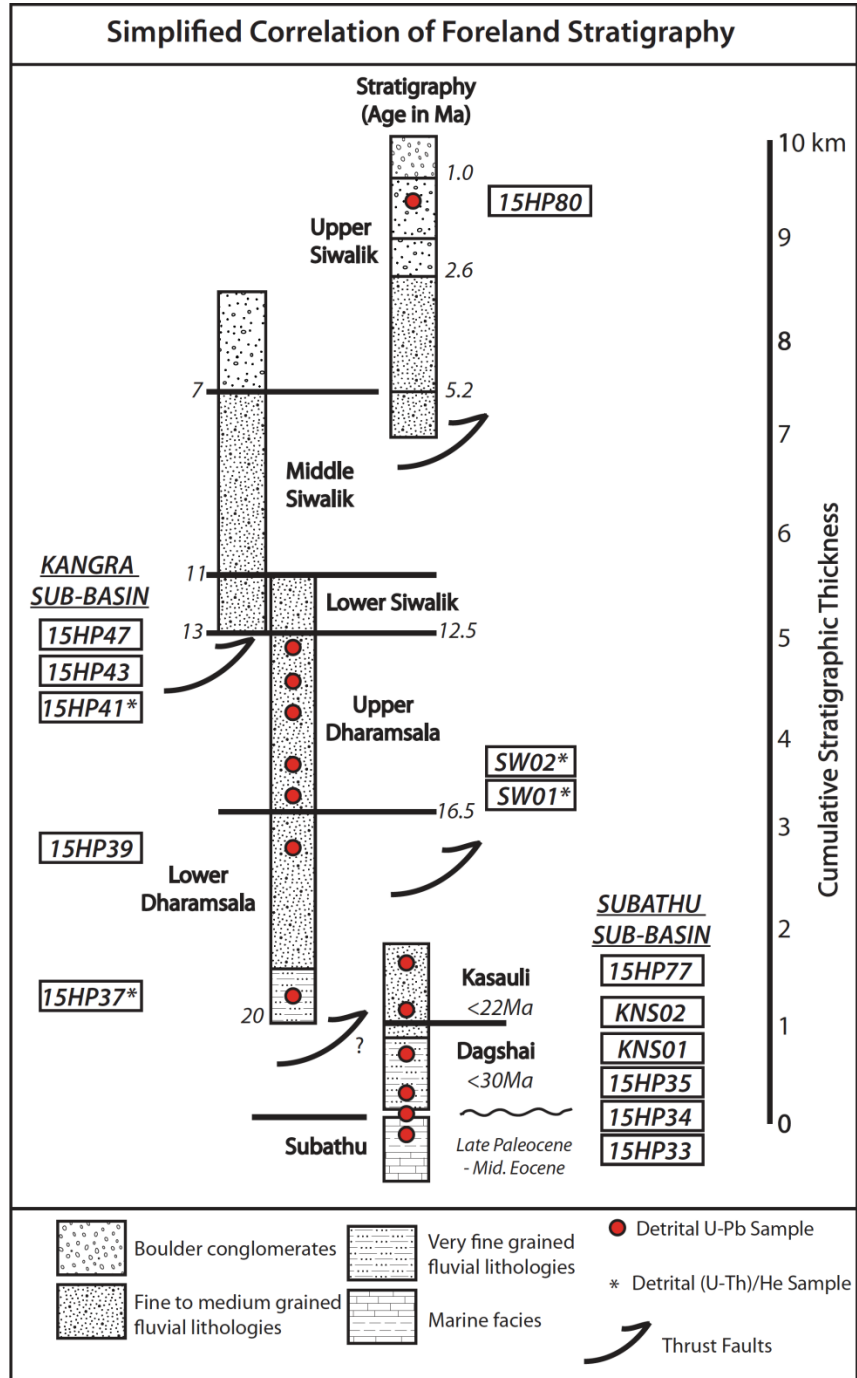 Simplified Correlation of Foreland Stratigraphy
Stratigraphy
(Age in Ma)
10 km
1.0
15HP80
Upper
Siwalik
9
2.6
8
7
5.2
7
Middle
Siwalik
6
KANGRA
SUB-BASIN
11
Lower Siwalik
15HP47
13
12.5
5
15HP43
15HP41*
Upper
Dharamsala
4
SW02*
SW01*
16.5
3
15HP39
Lower
Dharamsala
Cumulative Stratigraphic Thickness
SUBATHU
SUB-BASIN
2
15HP77
Kasauli
<22Ma
15HP37*
20
KNS02
1
?
Dagshai
<30Ma
KNS01
15HP35
15HP34
0
Subathu
Late Paleocene
- Mid. Eocene
15HP33
Boulder conglomerates
Fine to medium grained
fluvial lithologies
Very fine grained
fluvial lithologies
Marine facies
Detrital U-Pb Sample
* Detrital (U-Th)/He Sample
Thrust Faults